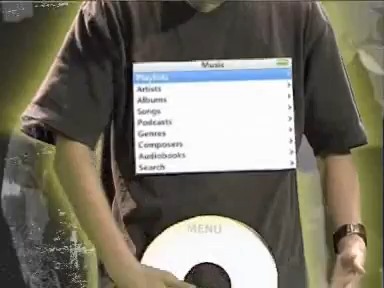 Music
Playlists
Artists
Albums
Songs
Podcasts
Genres
Composers
Audiobooks
Search
MENU